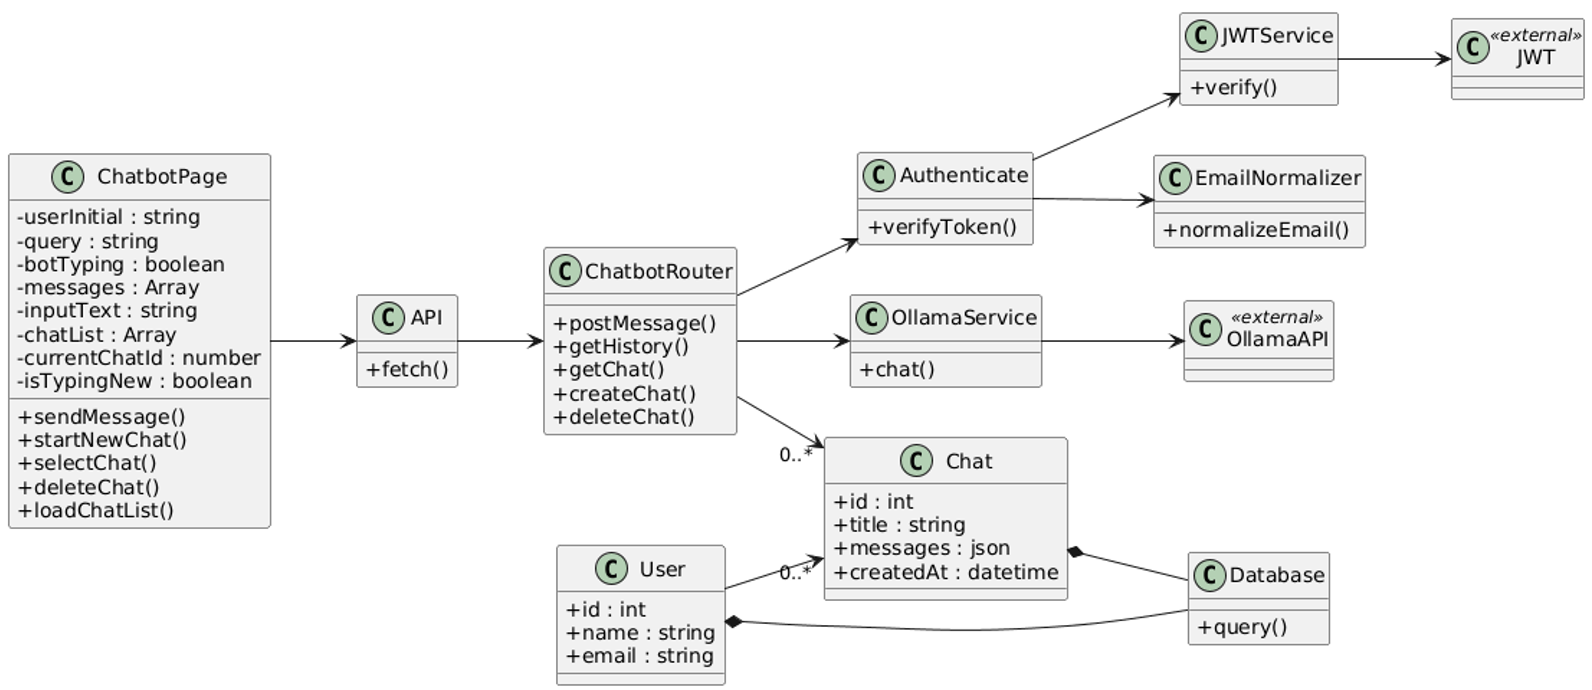 C ChatbotPage
-userInitial : string
-query : string
-botTyping : boolean
-messages : Array
-inputText : string
-chatList : Array
-currentChatId : number
-isTypingNew : boolean
+sendMessage()
+startNewChat()
+selectChat()
+deleteChat()
+loadChatList()
C API
+fetch()
C ChatbotRouter
+postMessage()
+getHistory()
+getChat()
+createChat()
+deleteChat()
C Authenticate
+verifyToken()
C JWTService
+verify()
C «external»
JWT
C EmailNormalizer
+normalizeEmail()
C OllamaService
+chat()
C «external»
OllamaAPI
0..*
C Chat
+id : int
+title : string
+messages : json
+createdAt : datetime
C User
+id : int
+name : string
+email : string
0..*
C Database
+query()